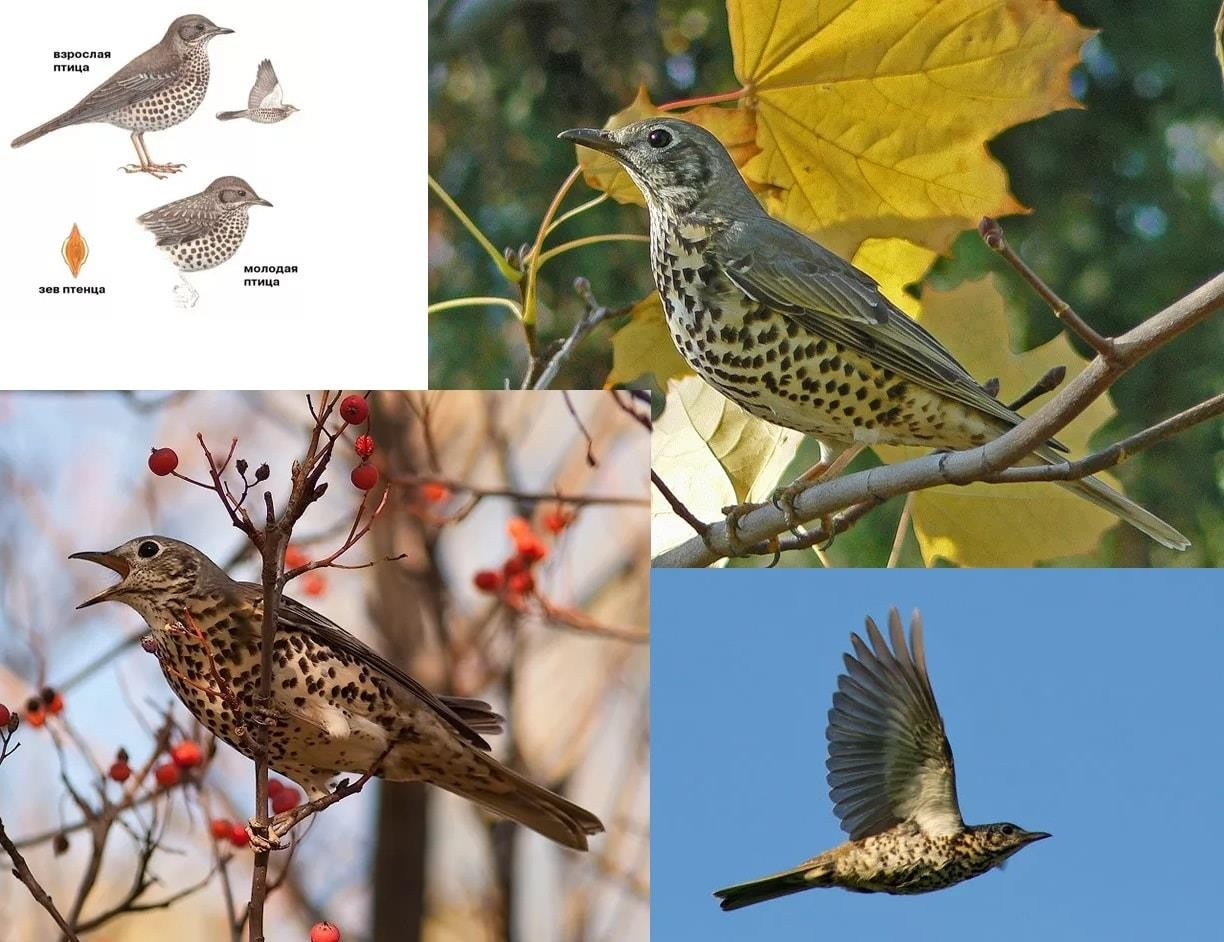 взрослая
птица
зев птенца
молодая
птица